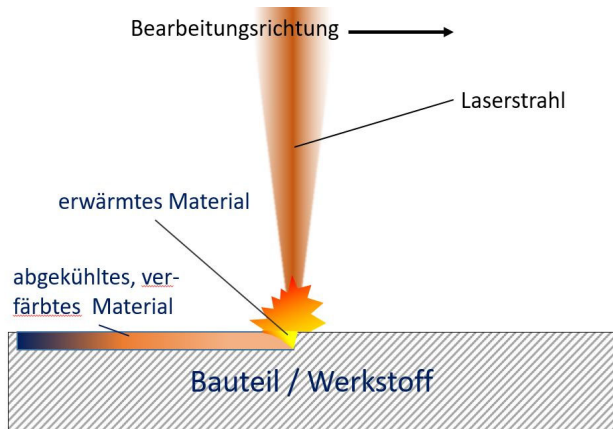 Bearbeitungsrichtung
Laserstrahl
erwärmtes Material
abgekühltes, ver-
färbtes Material
Bauteil / Werkstoff